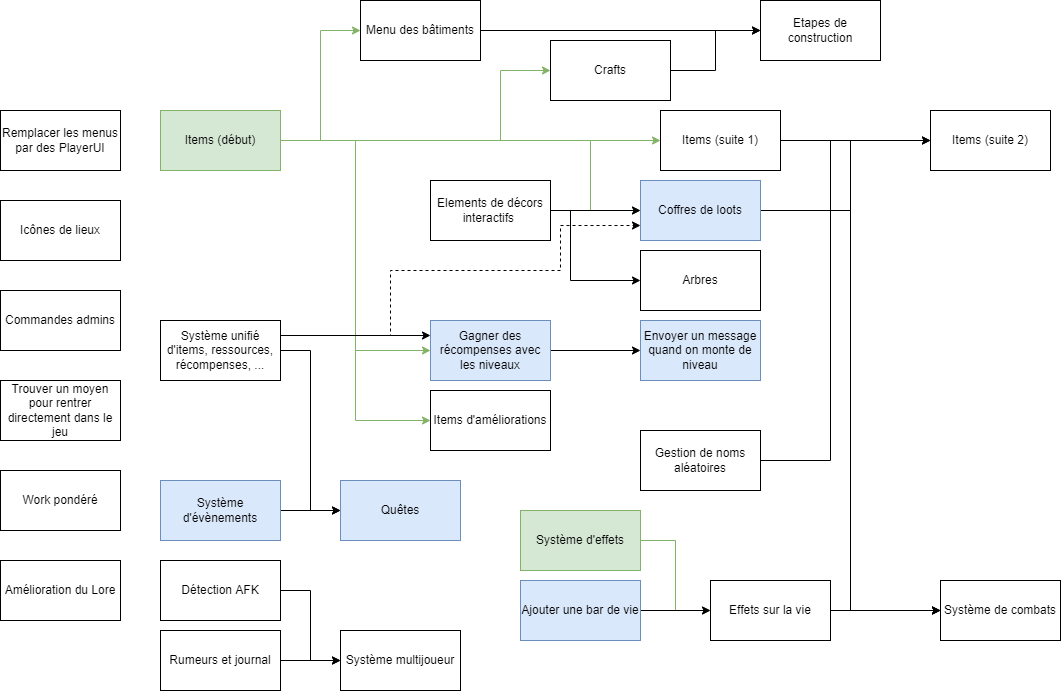 Menu des bâtiments
Etapes de
construction
Crafts
Remplacer les menus
par des PlayerUI
Items (début)
Items (suite 1)
Items (suite 2)
Elements de décors
interactifs
Coffres de loots
Icônes de lieux
Arbres
Commandes admins
Système unifié
d'items, ressources,
récompenses, ...
Gagner des
récompenses avec
les niveaux
Envoyer un message
quand on monte de
niveau
Trouver un moyen
pour rentrer
directement dans le
jeu
Items d'améliorations
Gestion de noms
aléatoires
Work pondéré
Système
d'évènements
Quêtes
Système d'effets
Amélioration du Lore
Détection AFK
Ajouter une bar de vie
Effets sur la vie
Système de combats
Rumeurs et journal
Système multijoueur